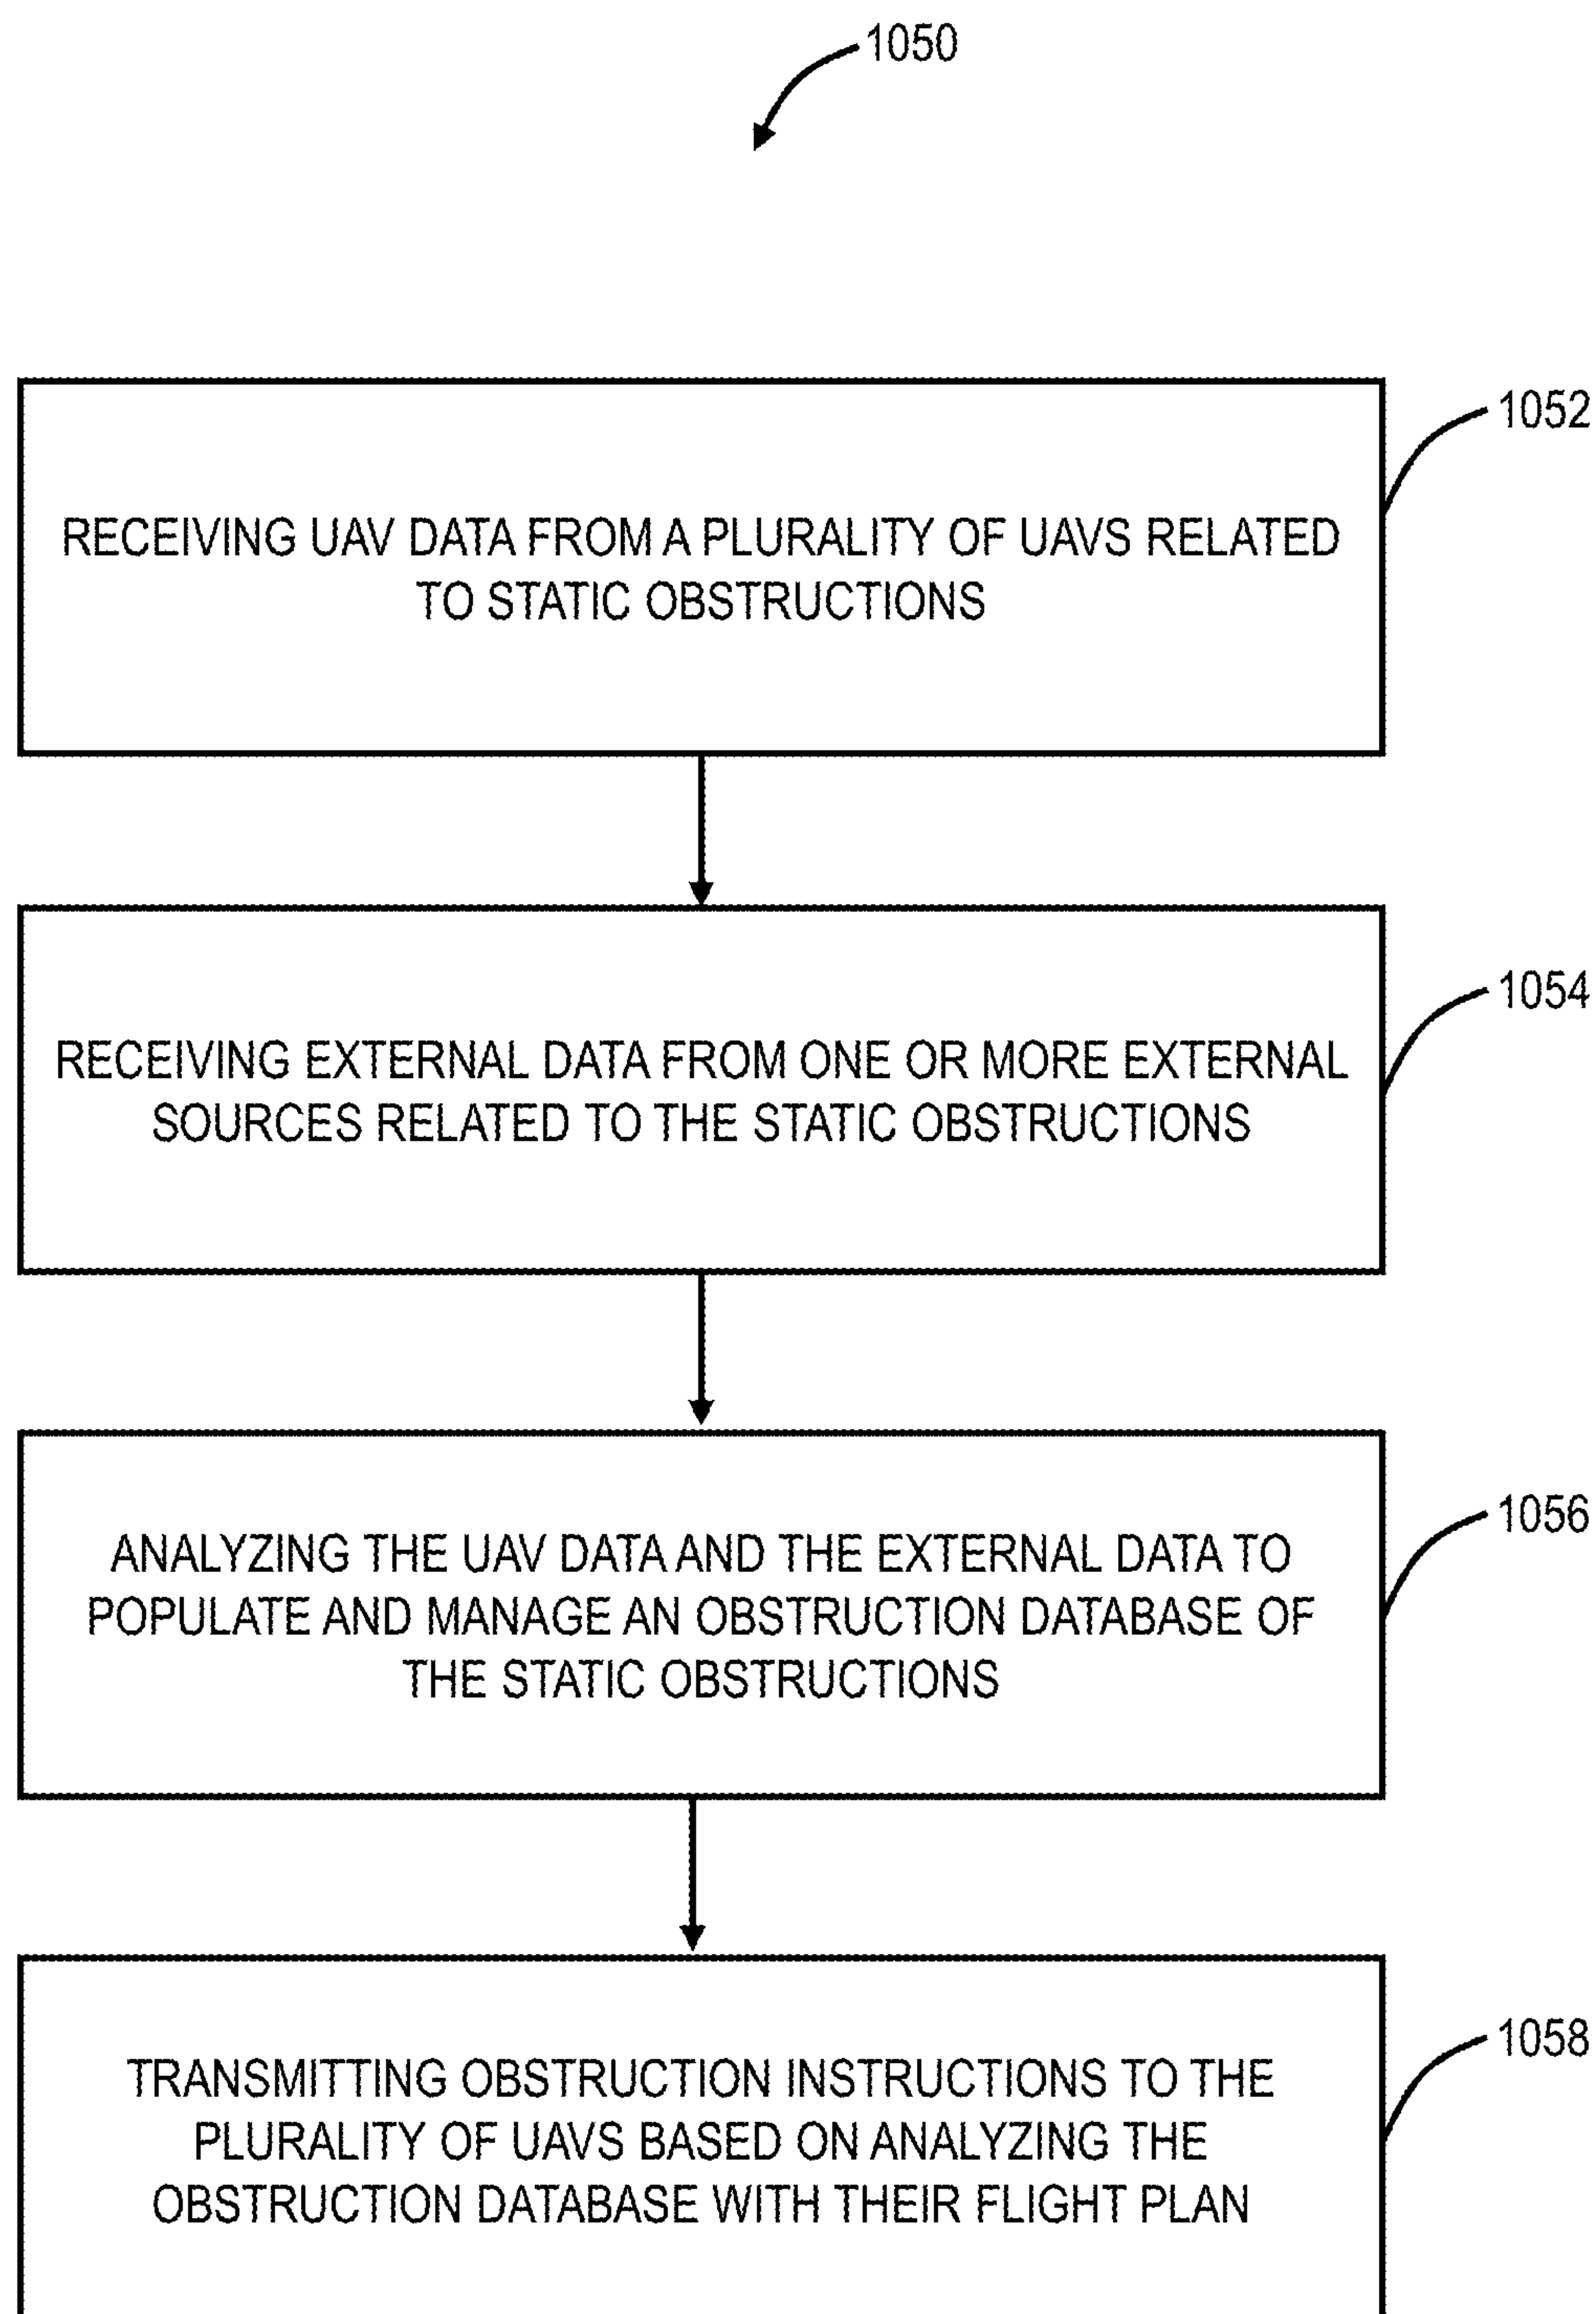 1050
1052
RECEIVING UAV DATA FROM A PLURALITY OF UAVS RELATED
TO STATIC OBSTRUCTIONS
1054
RECEIVING EXTERNAL DATA FROM ONE OR MORE EXTERNAL
SOURCES RELATED TO THE STATIC OBSTRUCTIONS
1056
ANALYZING THE UAV DATA AND THE EXTERNAL DATA TO
POPULATE AND MANAGE AN OBSTRUCTION DATABASE OF
THE STATIC OBSTRUCTIONS
1058
TRANSMITTING OBSTRUCTION INSTRUCTIONS TO THE
PLURALITY OF UAVS BASED ON ANALYZING THE
OBSTRUCTION DATABASE WITH THEIR FLIGHT PLAN